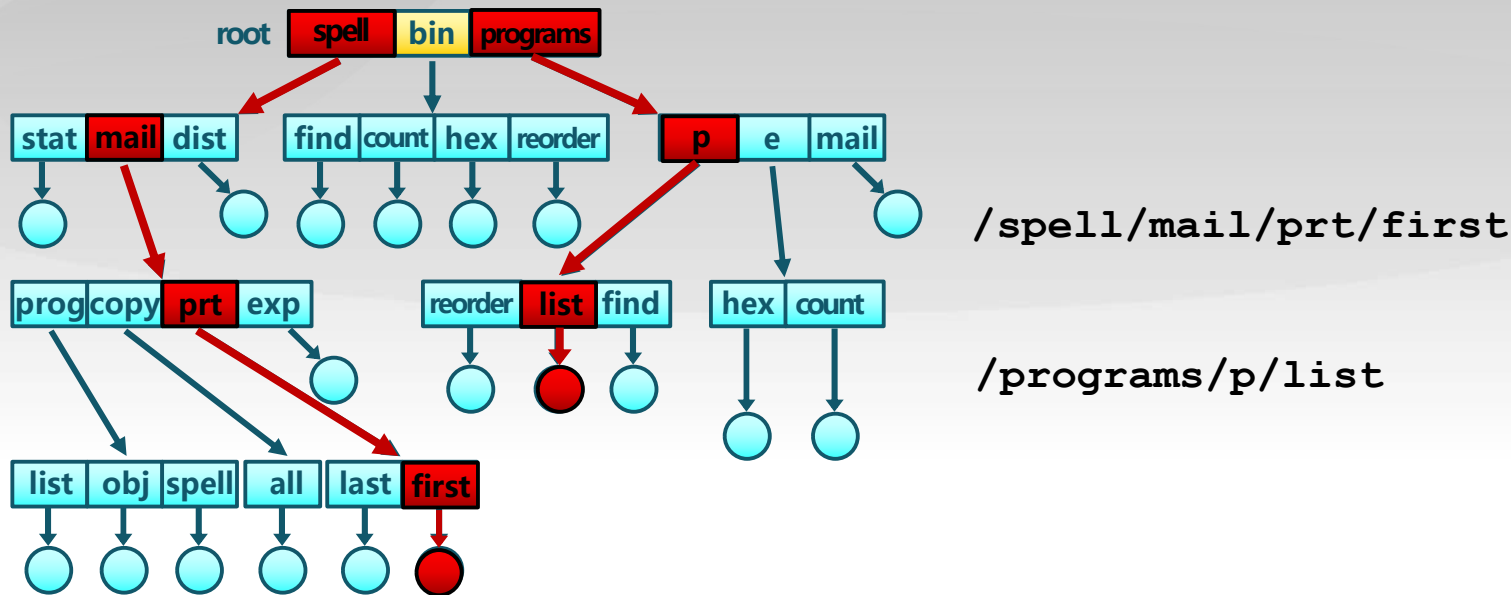 root spell bin programs
stat mail dist find count hex reorder p e mail
/spell/mail/prt/first
prog copy prt exp reorder list find hex count
/programs/p/list
list obj spell all last first